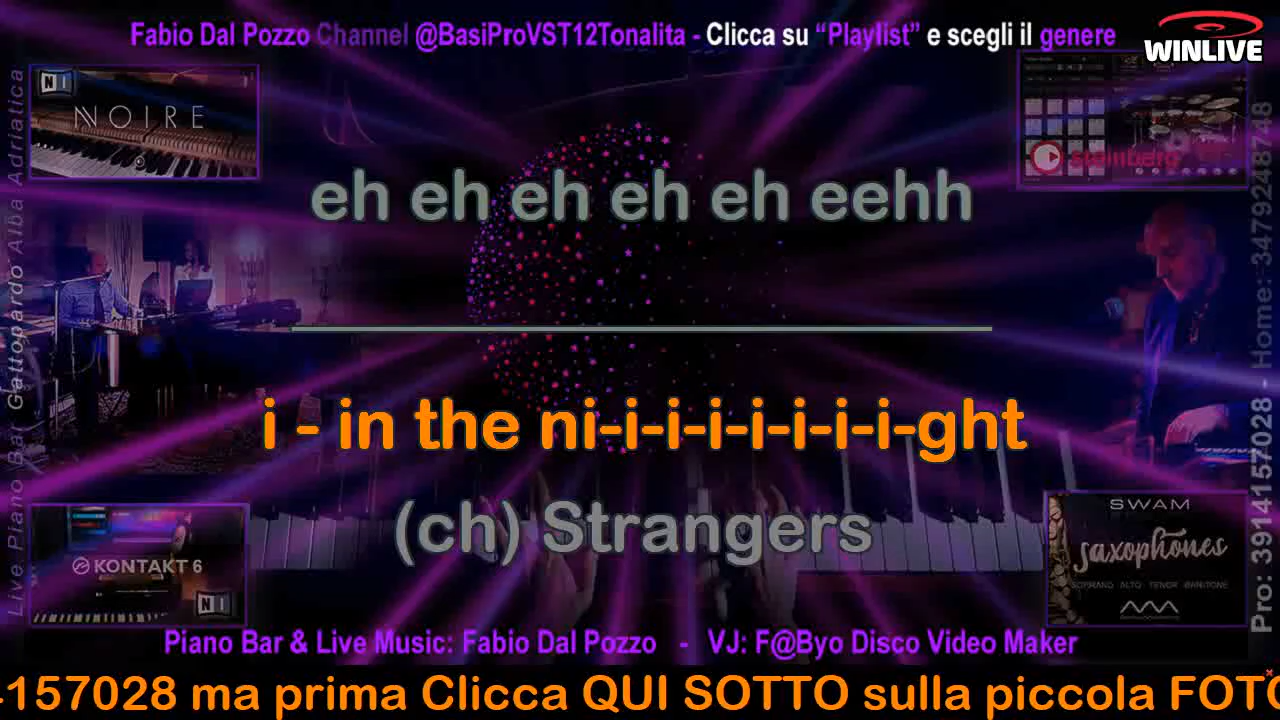 Fabio Dal Pozzo Channel @BasiProVST12Tonalita - Clicca su “Playlist” e scegli il genere
WINLIVE
NI
NOIRE
steinberg
eh eh eh eh eh eehh
i - in the ni-i-i-i-i-i-i-i-ght
(ch) Strangers
KONTAKT 6
NI
SWAM
saxophones
SOPRANO ALTO TENOR BARITONE
Live Piano Bar Gattopardo Alba Adriatica
Pro: 3914157028 - Home: 3479248748
Piano Bar & Live Music: Fabio Dal Pozzo - VJ: F@Byo Disco Video Maker
157028 ma prima Clicca QUI SOTTO sulla piccola FOTO